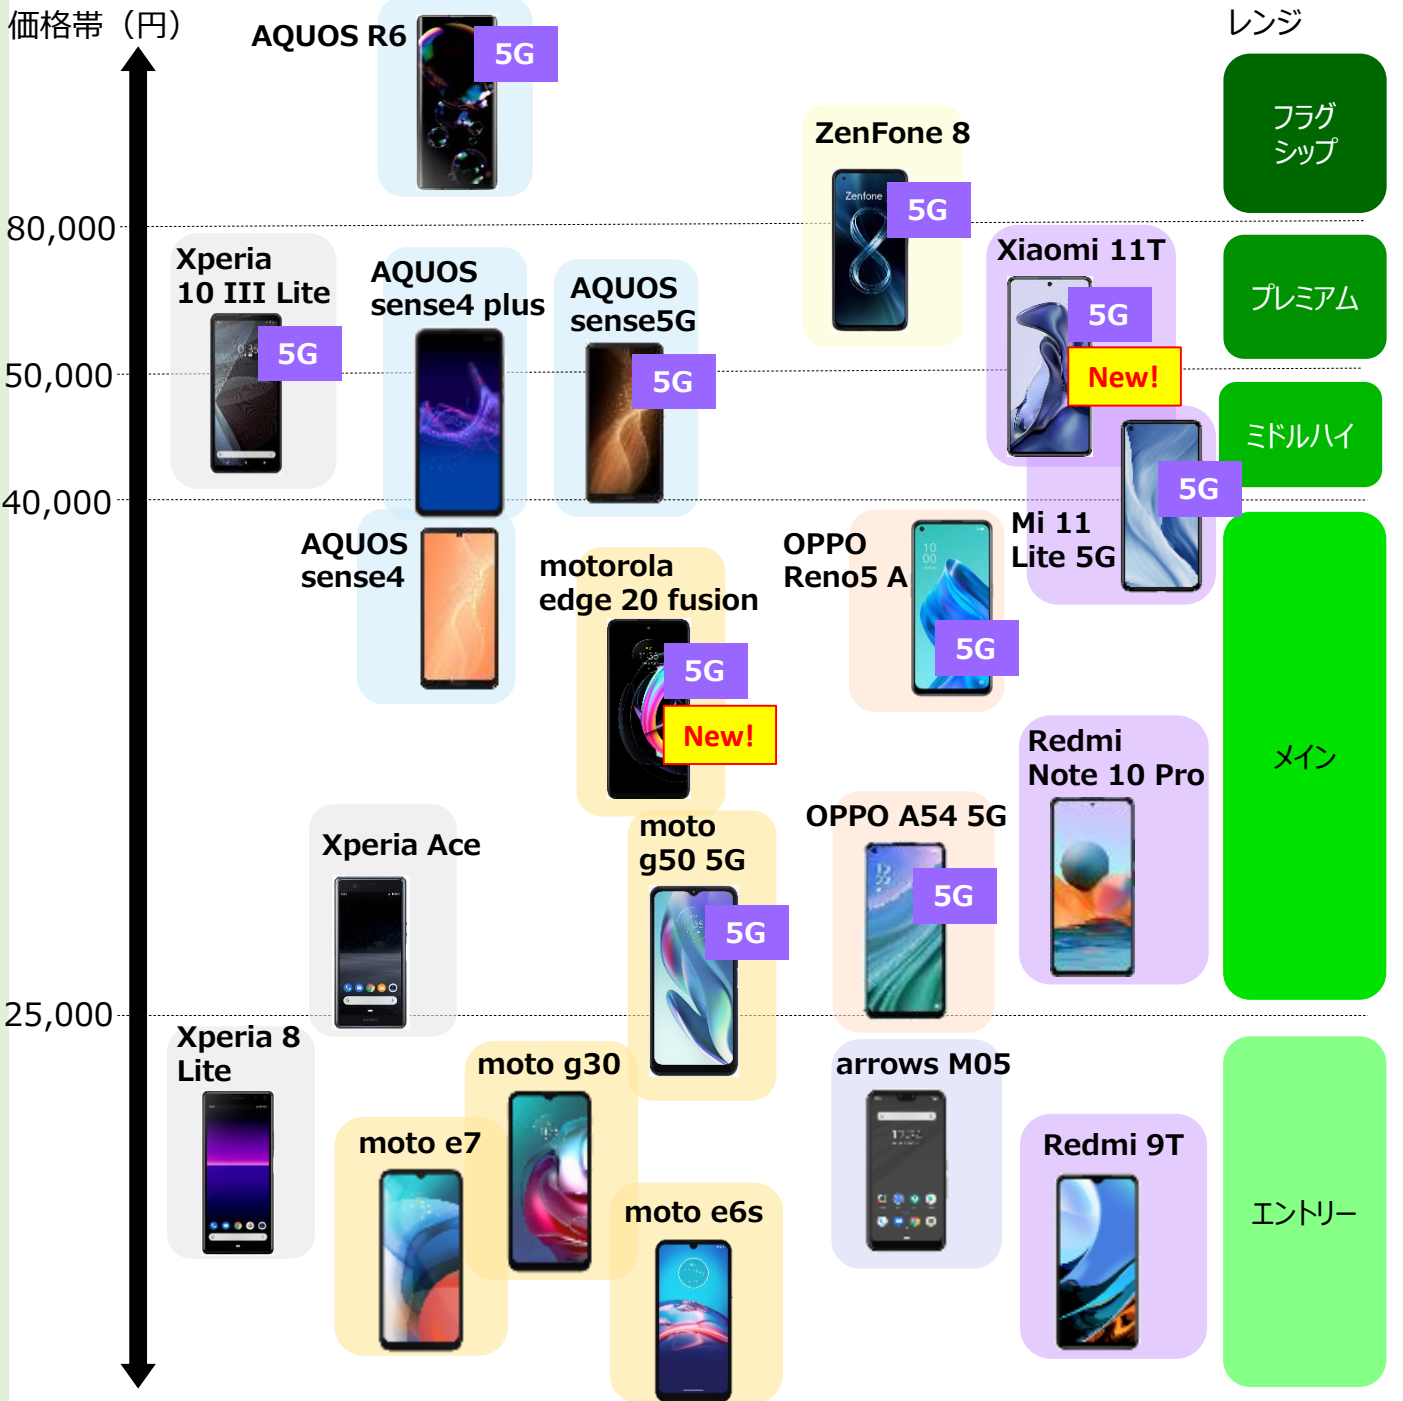 価格帯（円）
レンジ
AQUOS R6
5G
フラグ
シップ
ZenFone 8
Zenfone
5G
80,000
Xperia
10 III Lite
5G
AQUOS
sense4 plus
AQUOS
sense5G
5G
Xiaomi 11T
5G
New!
プレミアム
50,000
ミドルハイ
5G
40,000
AQUOS
sense4
motorola
edge 20 fusion
5G
New!
OPPO
Reno5 A
5G
Mi 11
Lite 5G
メイン
Redmi
Note 10 Pro
Xperia Ace
moto
g50 5G
5G
OPPO A54 5G
5G
25,000
Xperia 8
Lite
moto g30
arrows M05
moto e7
Redmi 9T
moto e6s
エントリー